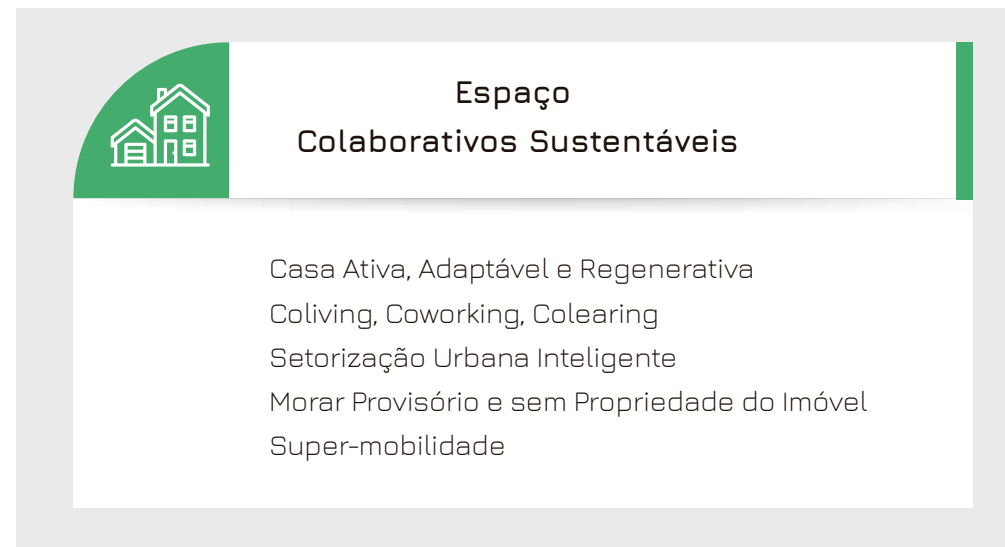 Espaço
Colaborativos Sustentáveis
Casa Ativa, Adaptável e Regenerativa
Coliving, Coworking, Colearing
Setorização Urbana Inteligente
Morar Provisório e sem Propriedade do Imóvel
Super-mobilidade